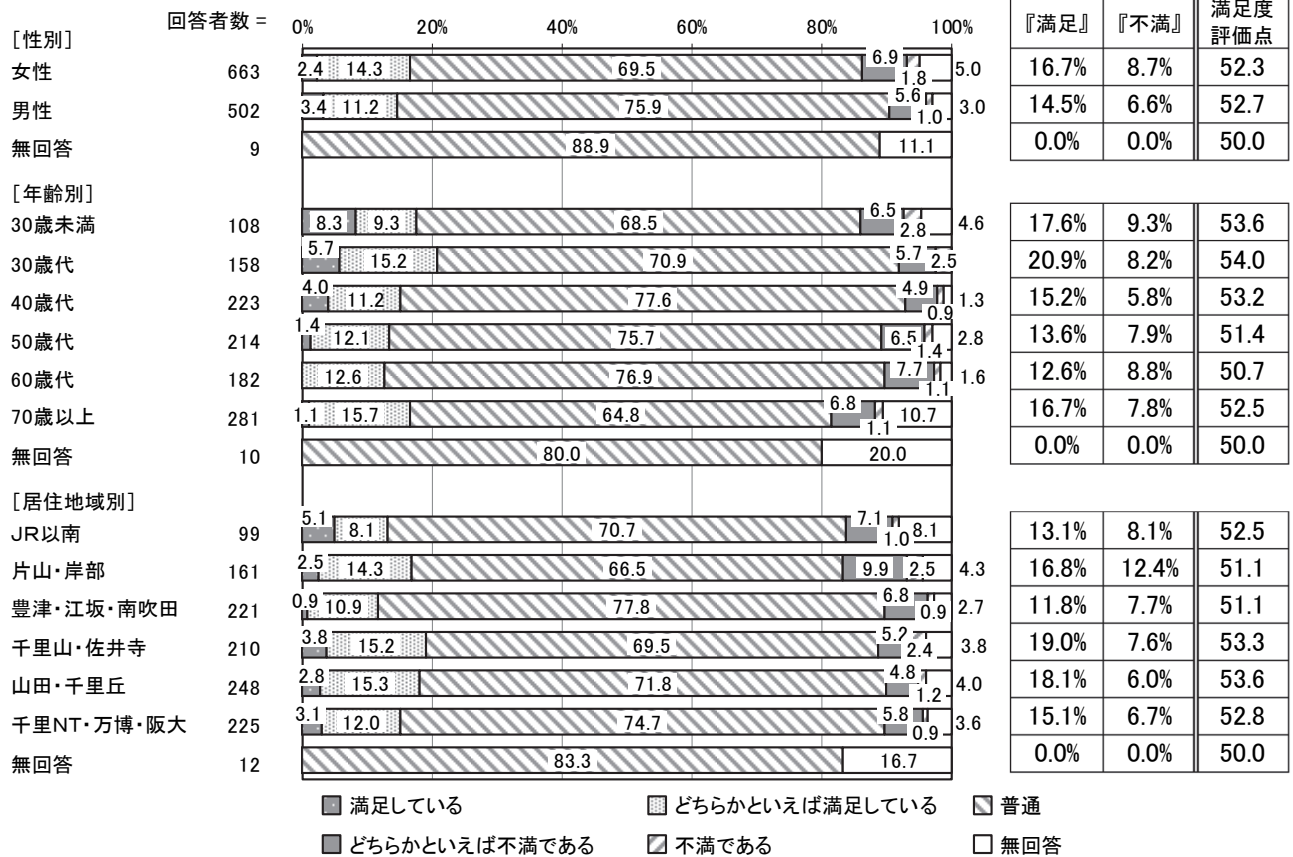 回答者数 = 0% 20% 40% 60% 80% 100% 『満足』 『不満』 満足度評価点
[性別]
女性 663 2.4 14.3 69.5 6.9 1.8 5.0 16.7% 8.7% 52.3
男性 502 3.4 11.2 75.9 5.6 1.0 3.0 14.5% 6.6% 52.7
無回答 9 88.9 11.1 0.0% 0.0% 50.0
[年齢別]
30歳未満 108 8.3 9.3 68.5 6.5 2.8 4.6 17.6% 9.3% 53.6
30歳代 158 5.7 15.2 70.9 5.7 2.5 20.9% 8.2% 54.0
40歳代 223 4.0 11.2 77.6 4.9 0.9 1.3 15.2% 5.8% 53.2
50歳代 214 1.4 12.1 75.7 6.5 1.4 2.8 13.6% 7.9% 51.4
60歳代 182 12.6 76.9 7.7 1.1 1.6 12.6% 8.8% 50.7
70歳以上 281 1.1 15.7 64.8 6.8 1.1 10.7 16.7% 7.8% 52.5
無回答 10 80.0 20.0 0.0% 0.0% 50.0
[居住地域別]
JR以南 99 5.1 8.1 70.7 7.1 1.0 8.1 13.1% 8.1% 52.5
片山・岸部 161 2.5 14.3 66.5 9.9 2.5 4.3 16.8% 12.4% 51.1
豊津・江坂・南吹田 221 0.9 10.9 77.8 6.8 0.9 2.7 11.8% 7.7% 51.1
千里山・佐井寺 210 3.8 15.2 69.5 5.2 2.4 3.8 19.0% 7.6% 53.3
山田・千里丘 248 2.8 15.3 71.8 4.8 1.2 4.0 18.1% 6.0% 53.6
千里NT・万博・阪大 225 3.1 12.0 74.7 5.8 0.9 3.6 15.1% 6.7% 52.8
無回答 12 83.3 16.7 0.0% 0.0% 50.0
満足している どちらかといえば満足している 普通
どちらかといえば不満である 不満である 無回答